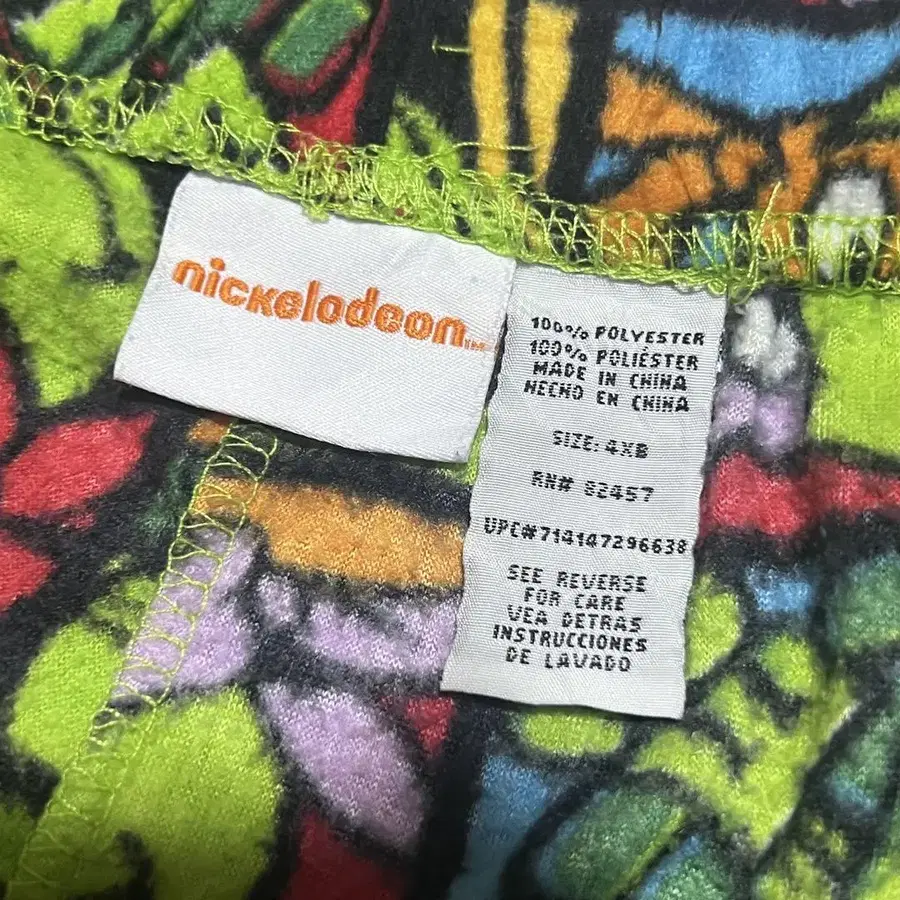 nickelodeon™
100% POLYESTER
100% POLIÉSTER
MADE IN CHINA
HECHO EN CHINA
SIZE: 4XB
RN# 82457
UPC#714147296638
SEE REVERSE
FOR CARE
VEA DETRAS
INSTRUCCIONES
DE LAVADO